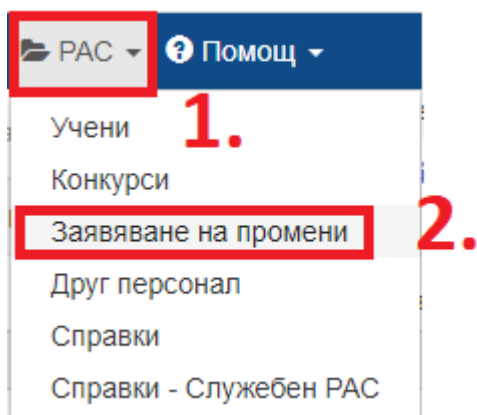 РАС Помощ
1.
Учени
Конкурси
Заявяване на промени
2.
Друг персонал
Справки
Справки - Служебен РАС